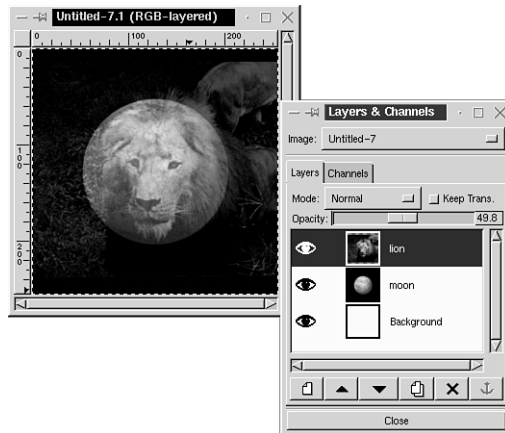 Untitled-7.1 (RGB-layered)
0 100 200
0
100
200
Layers & Channels
Image: Untitled-7
Layers Channels
Mode: Normal Keep Trans.
Opacity: 49.8
lion
moon
Background
Close